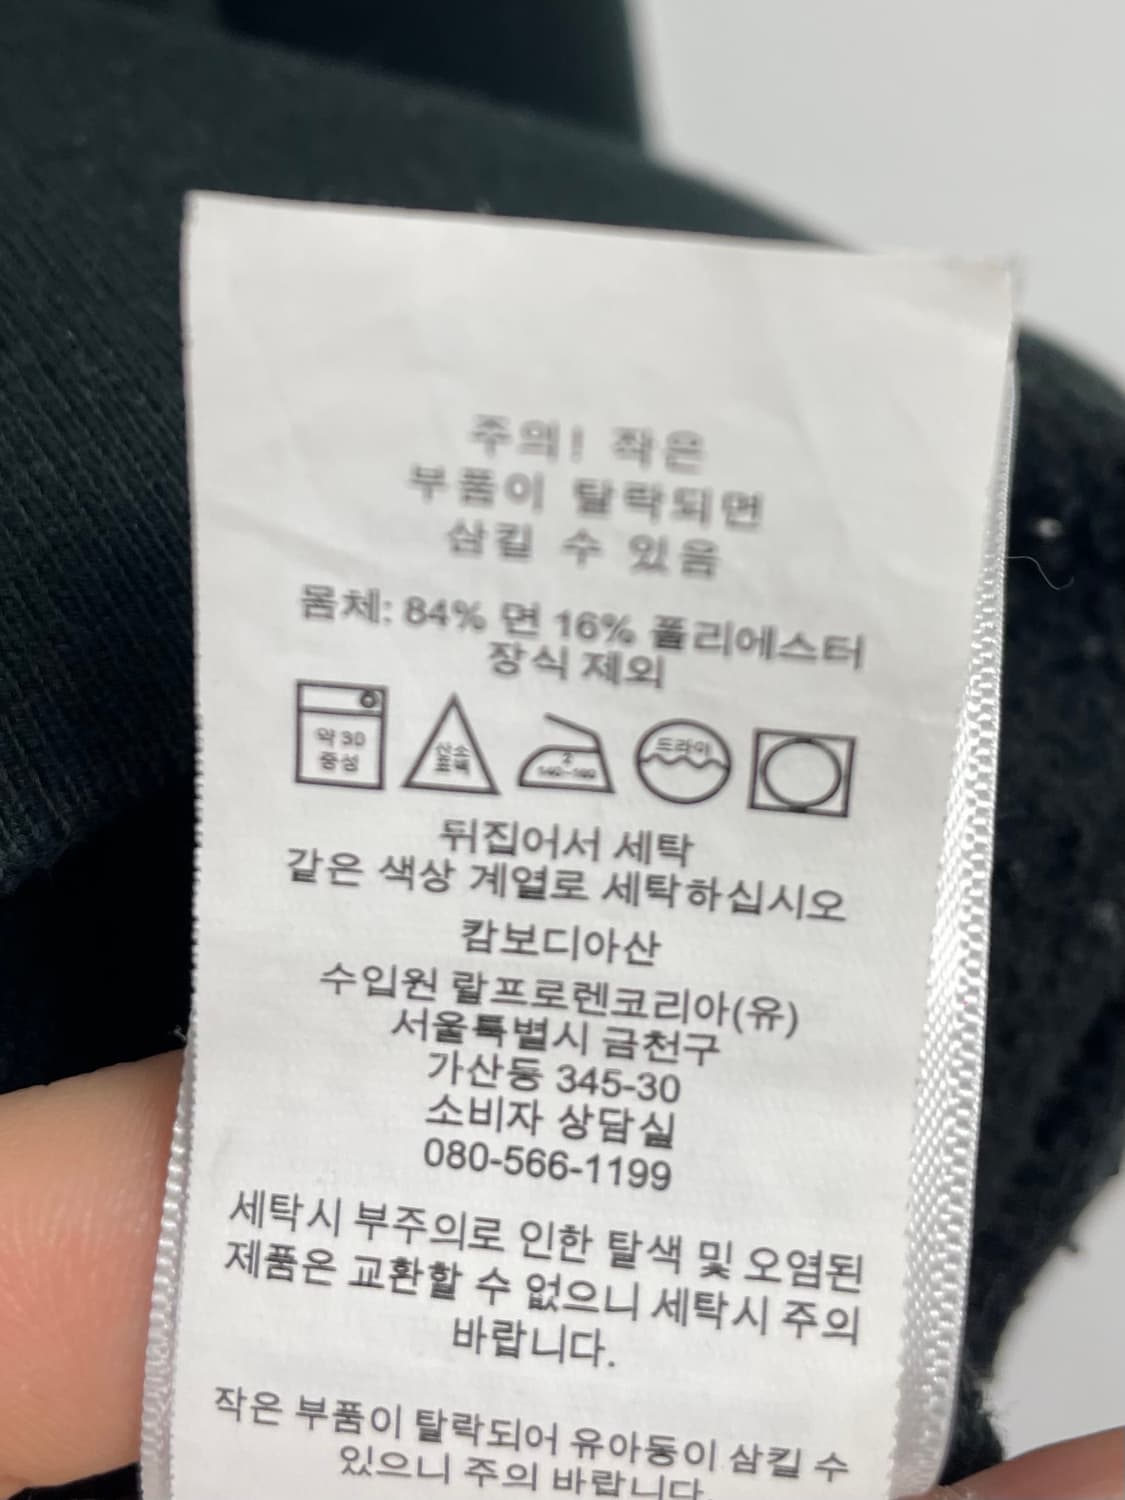 주의! 작은
부품이 탈락되면
삼킬 수 있음
몸체: 84% 면 16% 폴리에스터
장식 제외
약 30
중성
산소
표백
2
140~160
드라이
뒤집어서 세탁
같은 색상 계열로 세탁하십시오
캄보디아산
수입원 랄프로렌코리아(유)
서울특별시 금천구
가산동 345-30
소비자 상담실
080-566-1199
세탁시 부주의로 인한 탈색 및 오염된
제품은 교환할 수 없으니 세탁시 주의
바랍니다.
작은 부품이 탈락되어 유아동이 삼킬 수
있으니 주의 바랍니다.